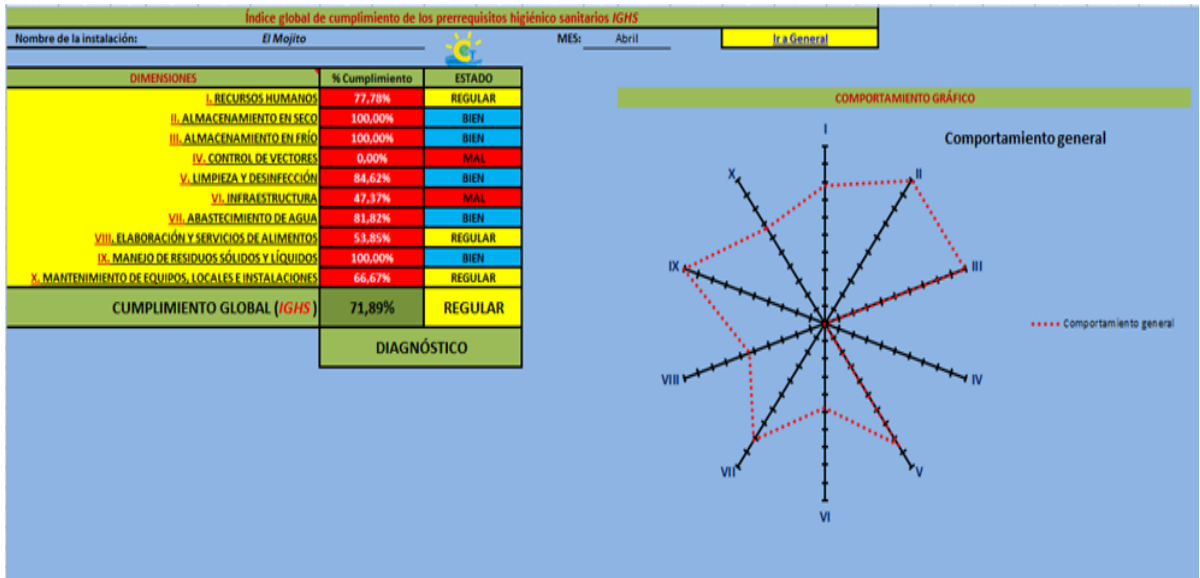 Índice global de cumplimiento de los prerrequisitos higiénico sanitarios IGHS
Nombre de la instalación: El Mojito MES: Abril Ir a General
DIMENSIONES % Cumplimiento ESTADO
I. RECURSOS HUMANOS 77,78% REGULAR
II. ALMACENAMIENTO EN SECO 100,00% BIEN
III. ALMACENAMIENTO EN FRÍO 100,00% BIEN
IV. CONTROL DE VECTORES 0,00% MAL
V. LIMPIEZA Y DESINFECCIÓN 84,62% BIEN
VI. INFRAESTRUCTURA 47,37% MAL
VII. ABASTECIMIENTO DE AGUA 81,82% BIEN
VIII. ELABORACIÓN Y SERVICIOS DE ALIMENTOS 53,85% REGULAR
IX. MANEJO DE RESIDUOS SÓLIDOS Y LÍQUIDOS 100,00% BIEN
X. MANTENIMIENTO DE EQUIPOS, LOCALES E INSTALACIONES 66,67% REGULAR
CUMPLIMIENTO GLOBAL (IGHS) 71,89% REGULAR
DIAGNÓSTICO
COMPORTAMIENTO GRÁFICO
Comportamiento general
I
II
III
IV
V
VI
VII
VIII
IX
X
Comportamiento general